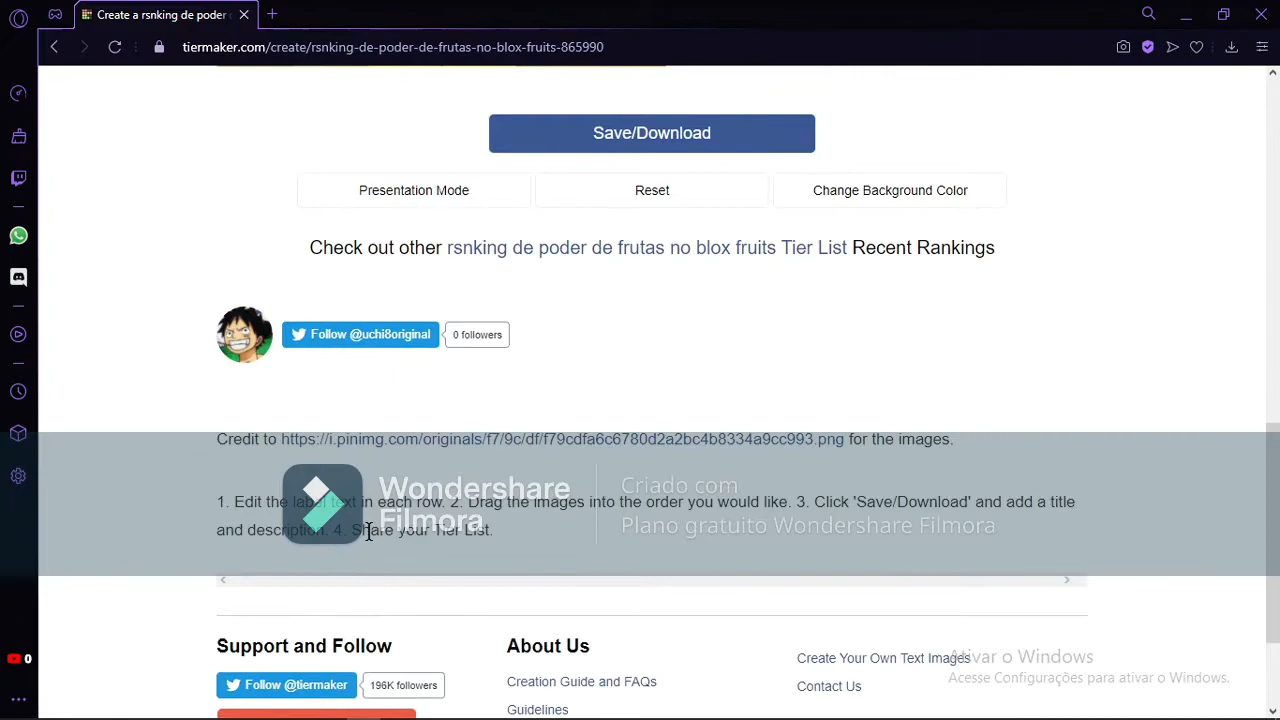 Create a rsnking de poder
tiermaker.com/create/rsnking-de-poder-de-frutas-no-blox-fruits-865990
Save/Download
Presentation Mode
Reset
Change Background Color
Check out other rsnking de poder de frutas no blox fruits Tier List Recent Rankings
Follow @uchi8original
0 followers
Credit to https://i.pinimg.com/originals/f7/9c/df/f79cdfa6c6780d2a2bc4b8334a9cc993.png for the images.
Wondershare
Filmora
Criado com
Plano gratuito Wondershare Filmora
1. Edit the label text in each row. 2. Drag the images into the order you would like. 3. Click 'Save/Download' and add a title
and description. 4. Share your Tier List.
Support and Follow
Follow @tiermaker
196K followers
About Us
Creation Guide and FAQs
Guidelines
Create Your Own Text Images
Contact Us
Ativar o Windows
Acesse Configurações para ativar o Windows.
0